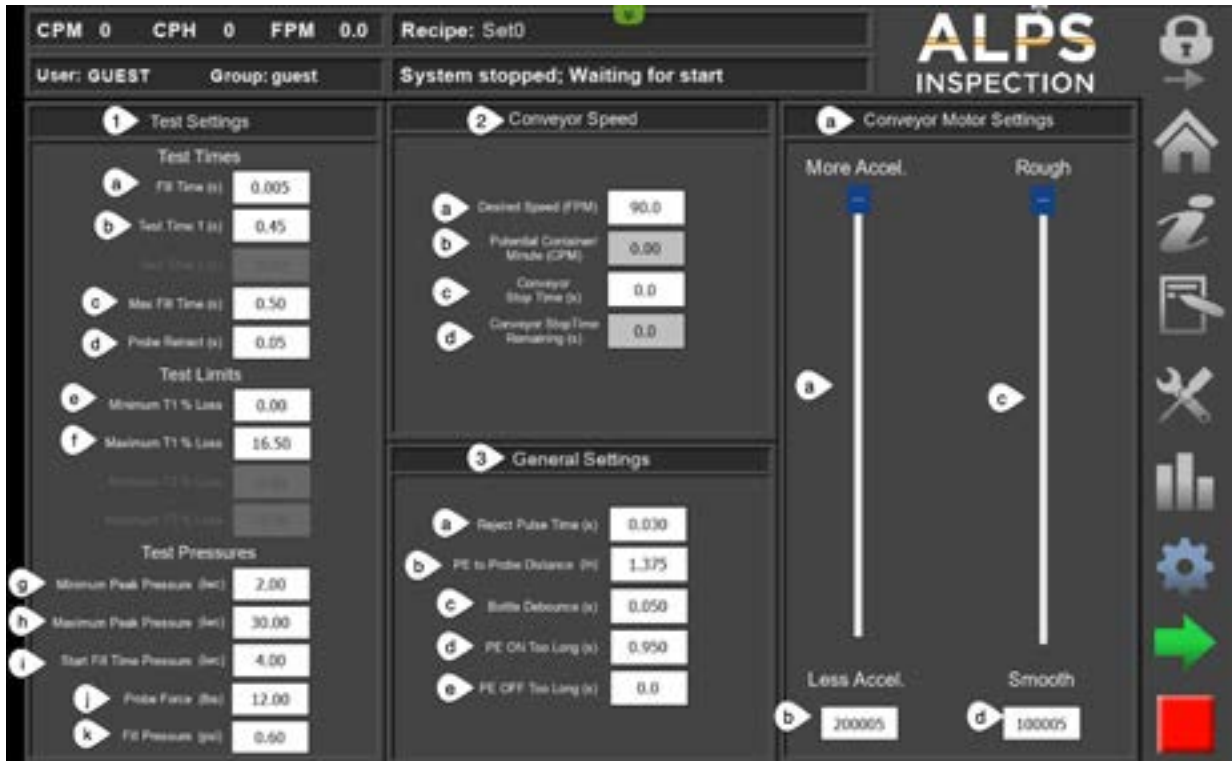 CPM 0 CPH 0 FPM 0.0
Recipe: Set0
ALPS
INSPECTION
User: GUEST Group: guest
System stopped; Waiting for start
1 Test Settings
Test Times
a Fill Time (s) 0.005
b Test Time 1 (s) 0.45
c Max Fill Time (s) 0.50
d Probe Retract (s) 0.05
Test Limits
e Minimum T1 % Loss 0.00
f Maximum T1 % Loss 16.50
Test Pressures
g Minimum Peak Pressure (iwc) 2.00
h Maximum Peak Pressure (iwc) 30.00
i Start Fill Time Pressure (iwc) 4.00
j Probe Force (lbs) 12.00
k Fill Pressure (psi) 0.60
2 Conveyor Speed
a Desired Speed (FPM) 90.0
b Potential Container/
Minute (CPM) 0.00
c Conveyor
Stop Time (s) 0.0
d Conveyor StopTime
Remaining (s) 0.0
3 General Settings
a Reject Pulse Time (s) 0.030
b PE to Probe Distance (in) 1.375
c Bottle Debounce (s) 0.050
d PE ON Too Long (s) 0.950
e PE OFF Too Long (s) 0.0
a Conveyor Motor Settings
More Accel. Rough
a
c
Less Accel. Smooth
b 200005
d 100005